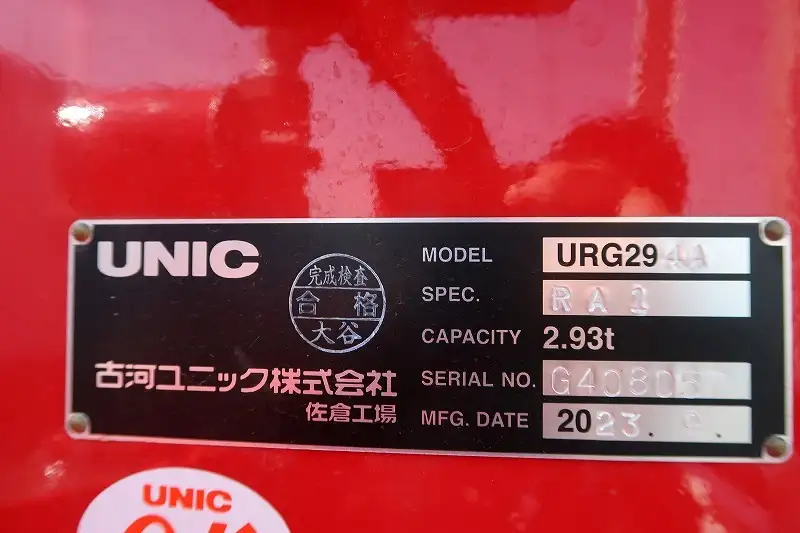 UNIC
完成検査
合格
大谷
古河ユニック株式会社
佐倉工場
MODEL URG294A
SPEC. RA1
CAPACITY 2.93t
SERIAL NO.
MFG. DATE 2023.
UNIC